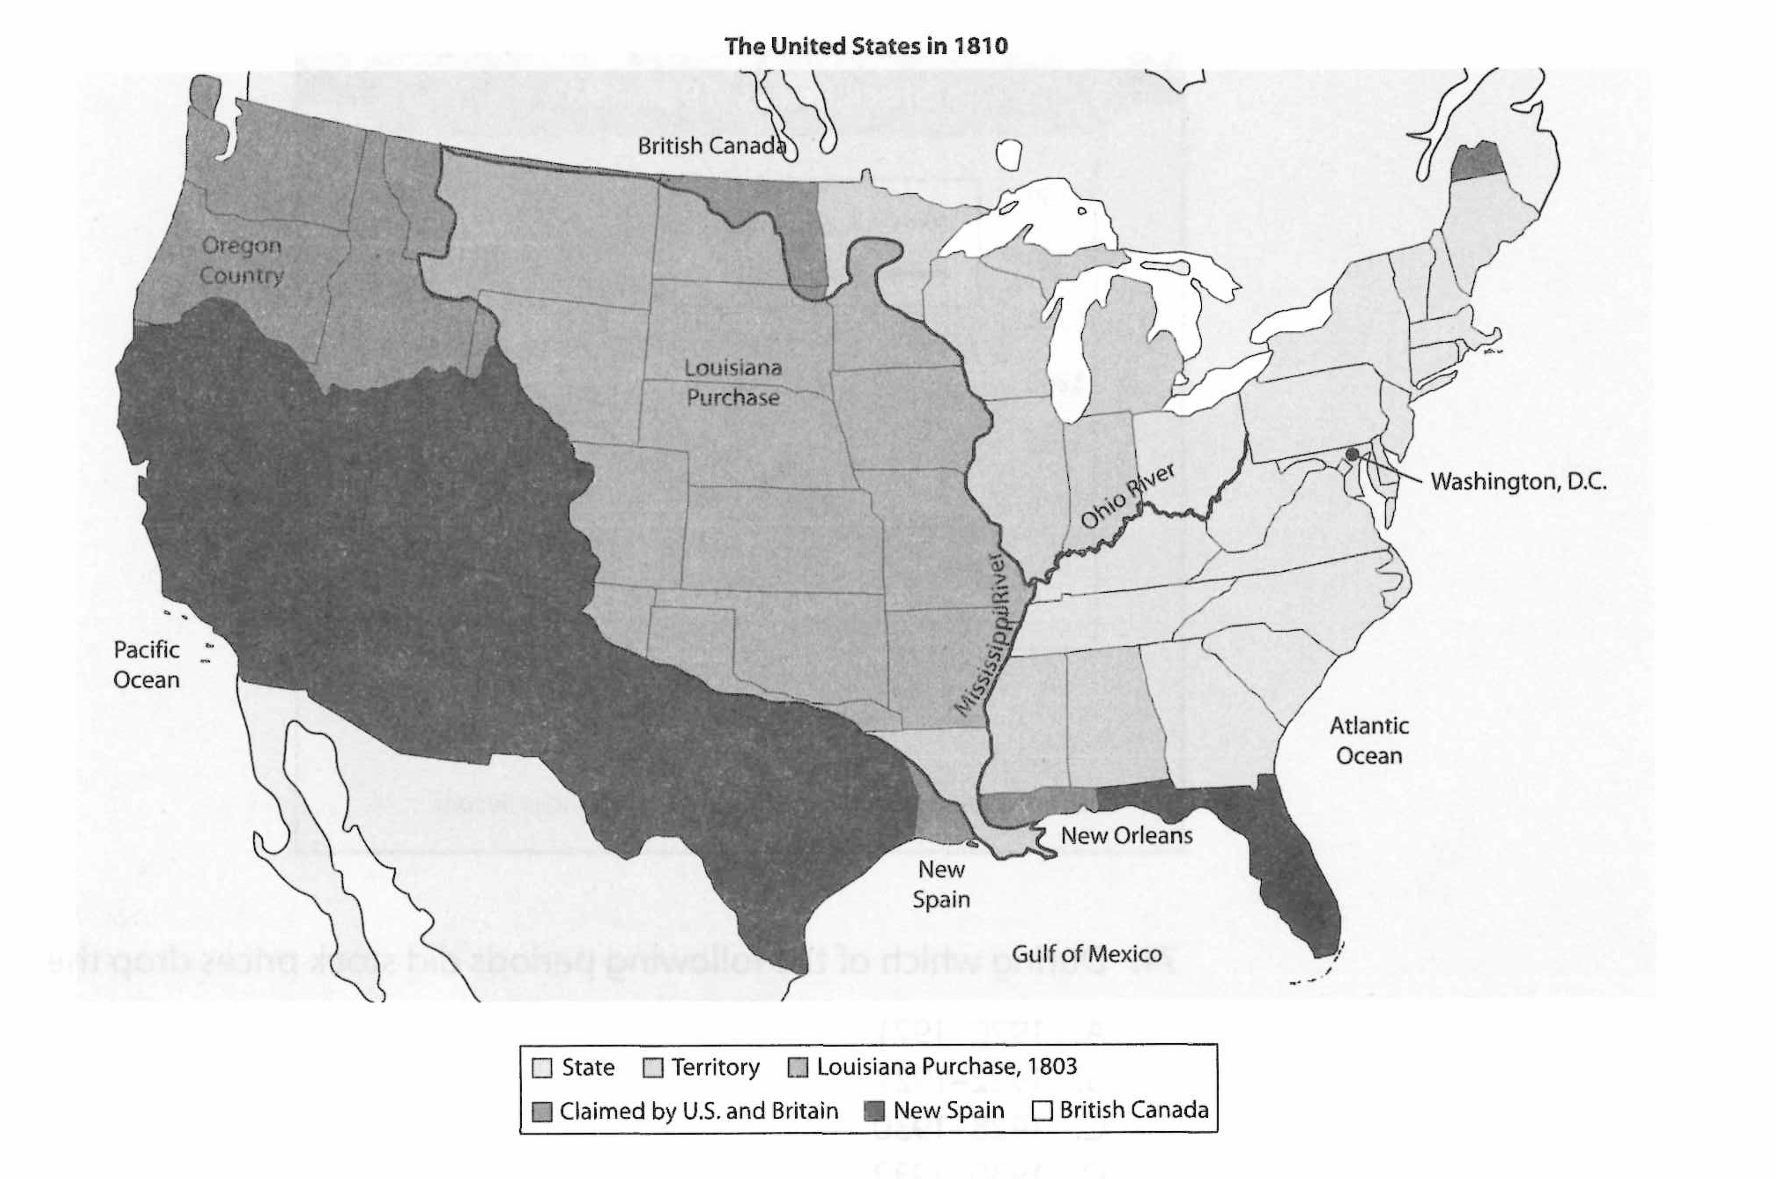 The United States in 1810
British Canada
Oregon
Country
Louisiana
Purchase
Ohio River
Washington, D.C.
Mississippi River
Pacific
Ocean
Atlantic
Ocean
New Orleans
New
Spain
Gulf of Mexico
State Territory Louisiana Purchase, 1803
Claimed by U.S. and Britain New Spain British Canada